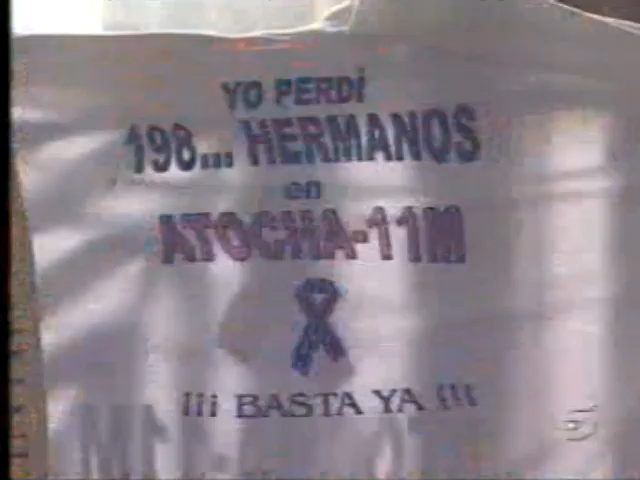 YO PERDÍ
198... HERMANOS
en
ATOCHA-11M
¡¡¡ BASTA YA !!!
5